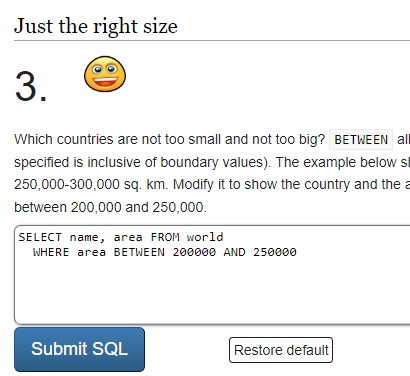 Just the right size
3.
Which countries are not too small and not too big? BETWEEN
specified is inclusive of boundary values). The example below
250,000-300,000 sq. km. Modify it to show the country and the
between 200,000 and 250,000.
SELECT name, area FROM world
WHERE area BETWEEN 200000 AND 250000
Submit SQL
Restore default